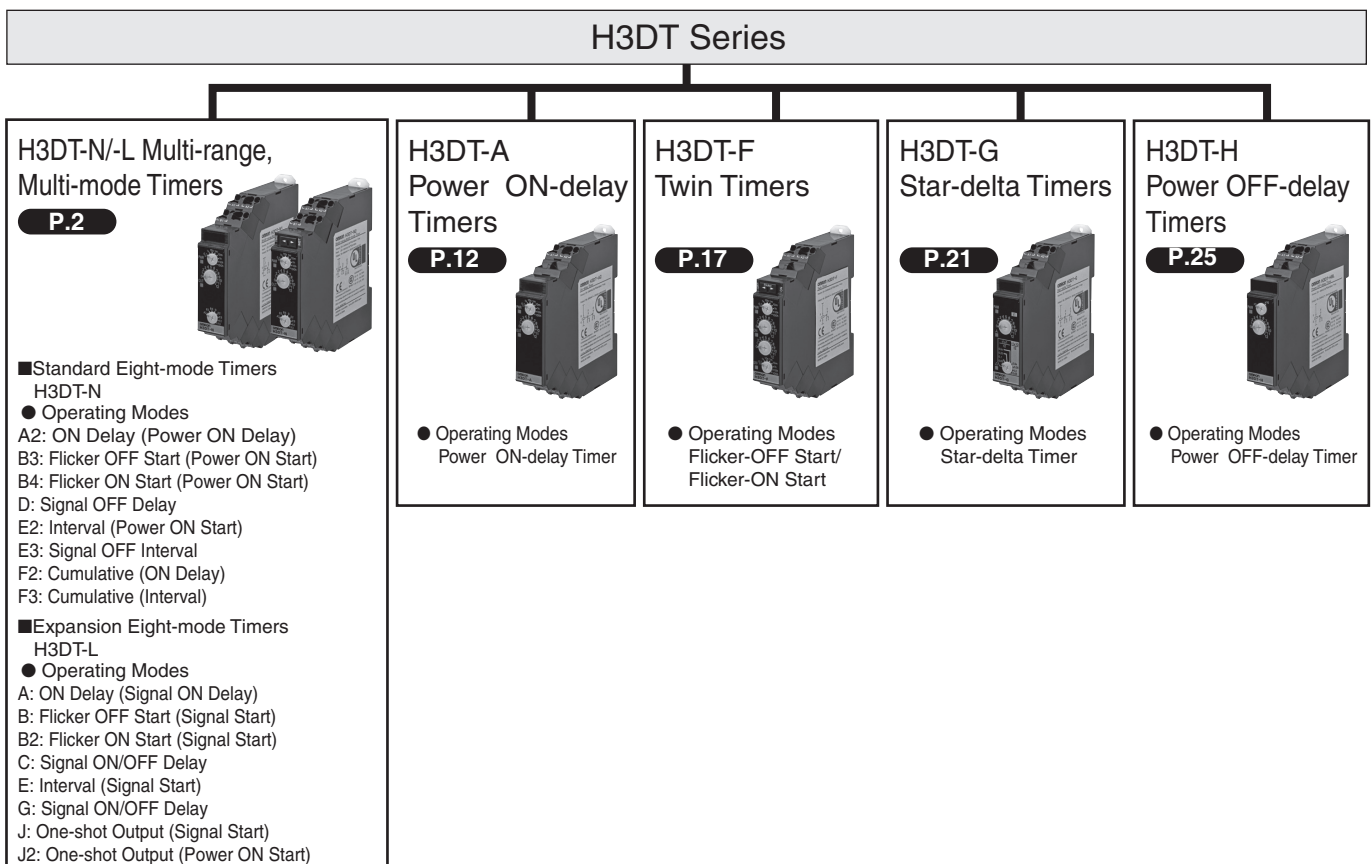 H3DT Series
H3DT-N/-L Multi-range,
Multi-mode Timers
P.2
■Standard Eight-mode Timers
H3DT-N
● Operating Modes
A2: ON Delay (Power ON Delay)
B3: Flicker OFF Start (Power ON Start)
B4: Flicker ON Start (Power ON Start)
D: Signal OFF Delay
E2: Interval (Power ON Start)
E3: Signal OFF Interval
F2: Cumulative (ON Delay)
F3: Cumulative (Interval)
■Expansion Eight-mode Timers
H3DT-L
● Operating Modes
A: ON Delay (Signal ON Delay)
B: Flicker OFF Start (Signal Start)
B2: Flicker ON Start (Signal Start)
C: Signal ON/OFF Delay
E: Interval (Signal Start)
G: Signal ON/OFF Delay
J: One-shot Output (Signal Start)
J2: One-shot Output (Power ON Start)
H3DT-A
Power ON-delay
Timers
P.12
● Operating Modes
Power ON-delay Timer
H3DT-F
Twin Timers
P.17
● Operating Modes
Flicker-OFF Start/
Flicker-ON Start
H3DT-G
Star-delta Timers
P.21
● Operating Modes
Star-delta Timer
H3DT-H
Power OFF-delay
Timers
P.25
● Operating Modes
Power OFF-delay Timer